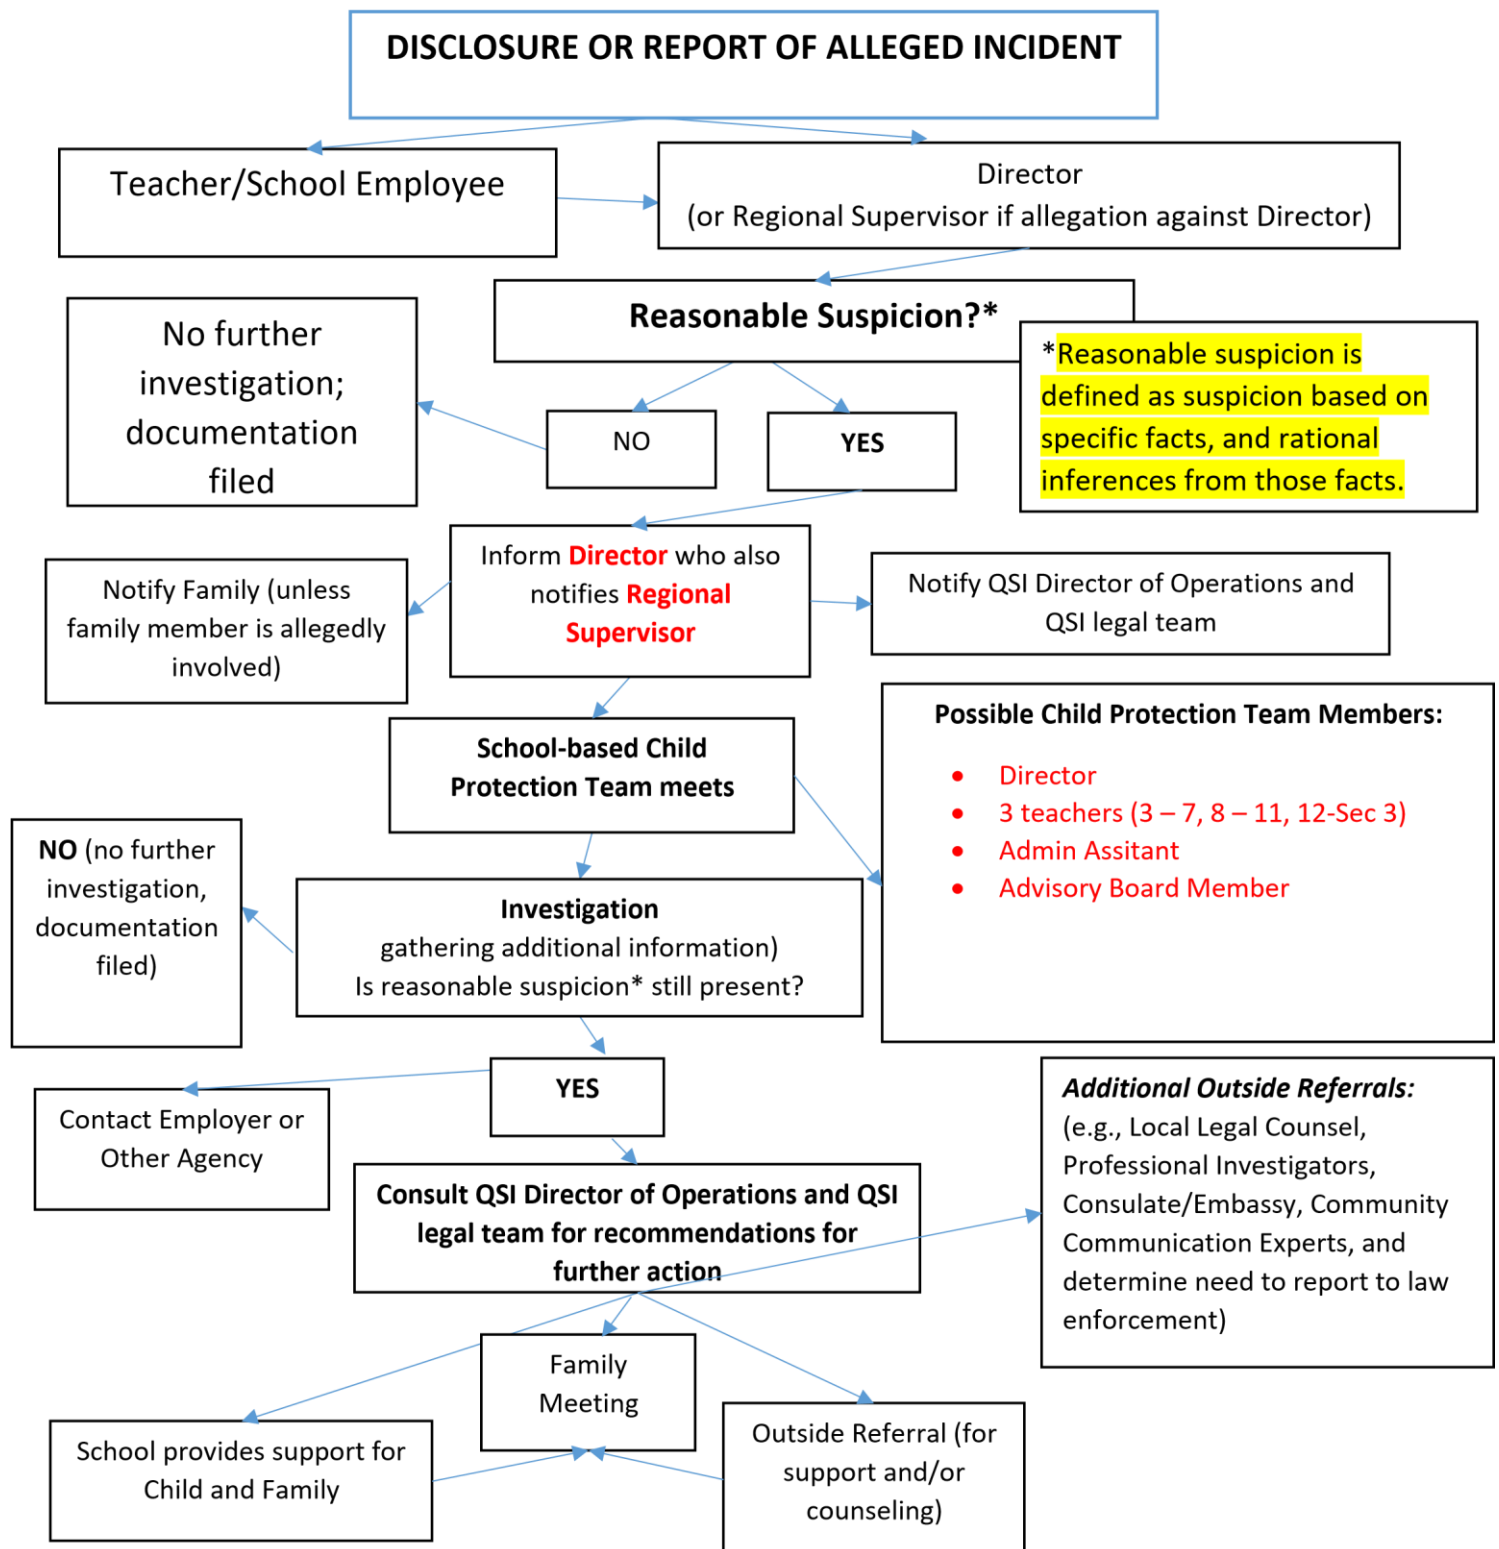 DISCLOSURE OR REPORT OF ALLEGED INCIDENT
Teacher/School Employee
Director
(or Regional Supervisor if allegation against Director)
Reasonable Suspicion?*
No further
investigation;
documentation
filed
*Reasonable suspicion is
defined as suspicion based on
specific facts, and rational
inferences from those facts.
NO
YES
Inform Director who also
notifies Regional
Supervisor
Notify Family (unless
family member is allegedly
involved)
Notify QSI Director of Operations and
QSI legal team
School-based Child
Protection Team meets
Possible Child Protection Team Members:
• Director
• 3 teachers (3 – 7, 8 – 11, 12-Sec 3)
• Admin Assitant
• Advisory Board Member
NO (no further
investigation,
documentation
filed)
Investigation
gathering additional information)
Is reasonable suspicion* still present?
YES
Contact Employer or
Other Agency
Additional Outside Referrals:
(e.g., Local Legal Counsel,
Professional Investigators,
Consulate/Embassy, Community
Communication Experts, and
determine need to report to law
enforcement)
Consult QSI Director of Operations and QSI
legal team for recommendations for
further action
Family
Meeting
School provides support for
Child and Family
Outside Referral (for
support and/or
counseling)